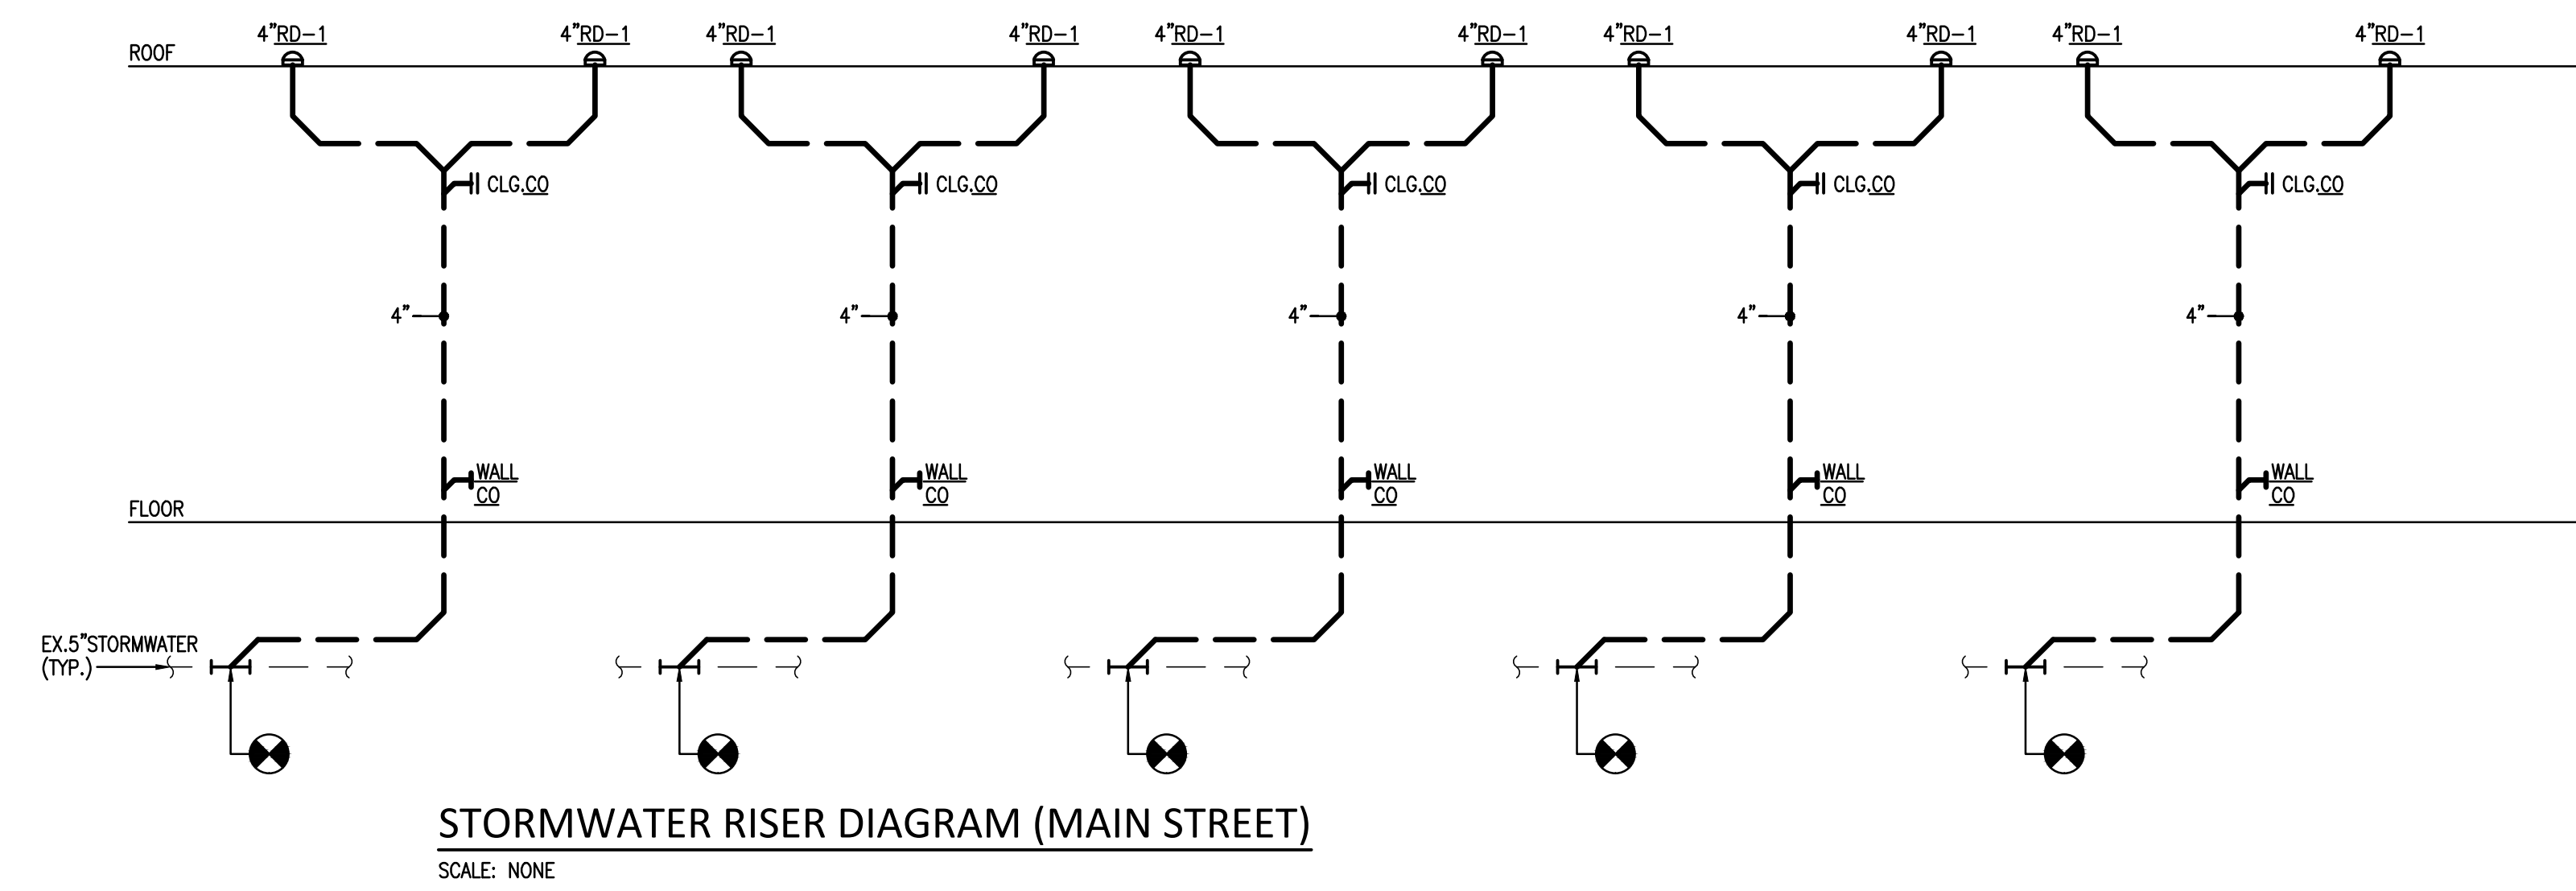 4"RD-1 4"RD-1 4"RD-1 4"RD-1 4"RD-1 4"RD-1 4"RD-1 4"RD-1 4"RD-1 4"RD-1
ROOF
CLG.CO CLG.CO CLG.CO CLG.CO CLG.CO
4" 4" 4" 4" 4"
WALL WALL WALL WALL WALL
CO CO CO CO CO
FLOOR
EX.5"STORMWATER
(TYP.)
STORMWATER RISER DIAGRAM (MAIN STREET)
SCALE: NONE